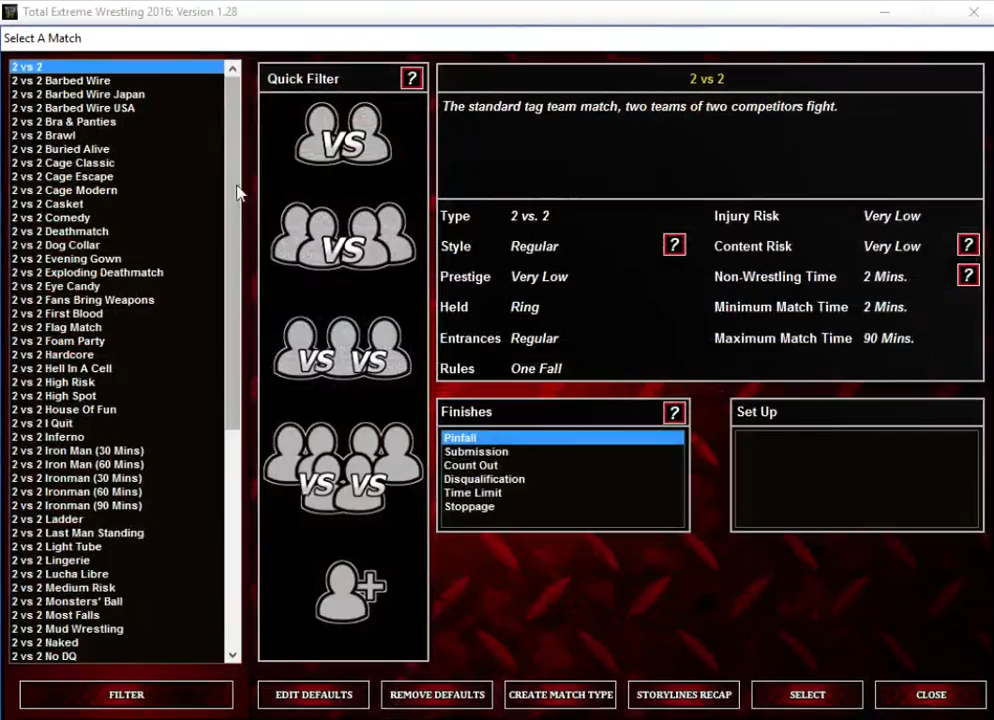 Total Extreme Wrestling 2016: Version 1.28
Select A Match
2 vs 2
2 vs 2 Barbed Wire
2 vs 2 Barbed Wire Japan
2 vs 2 Barbed Wire USA
2 vs 2 Bra & Panties
2 vs 2 Brawl
2 vs 2 Buried Alive
2 vs 2 Cage Classic
2 vs 2 Cage Escape
2 vs 2 Cage Modern
2 vs 2 Casket
2 vs 2 Comedy
2 vs 2 Deathmatch
2 vs 2 Dog Collar
2 vs 2 Evening Gown
2 vs 2 Exploding Deathmatch
2 vs 2 Eye Candy
2 vs 2 Fans Bring Weapons
2 vs 2 First Blood
2 vs 2 Flag Match
2 vs 2 Foam Party
2 vs 2 Hardcore
2 vs 2 Hell In A Cell
2 vs 2 High Risk
2 vs 2 High Spot
2 vs 2 House Of Fun
2 vs 2 I Quit
2 vs 2 Inferno
2 vs 2 Iron Man (30 Mins)
2 vs 2 Iron Man (60 Mins)
2 vs 2 Ironman (30 Mins)
2 vs 2 Ironman (60 Mins)
2 vs 2 Ironman (90 Mins)
2 vs 2 Ladder
2 vs 2 Last Man Standing
2 vs 2 Light Tube
2 vs 2 Lingerie
2 vs 2 Lucha Libre
2 vs 2 Medium Risk
2 vs 2 Monsters' Ball
2 vs 2 Most Falls
2 vs 2 Mud Wrestling
2 vs 2 Naked
2 vs 2 No DQ
Quick Filter ?
VS
VS
VS VS
VS VS
2 vs 2
The standard tag team match, two teams of two competitors fight.
Type 2 vs. 2 Injury Risk Very Low
Style Regular ? Content Risk Very Low ?
Prestige Very Low Non-Wrestling Time 2 Mins. ?
Held Ring Minimum Match Time 2 Mins.
Entrances Regular Maximum Match Time 90 Mins.
Rules One Fall
Finishes ?
Pinfall
Submission
Count Out
Disqualification
Time Limit
Stoppage
Set Up
FILTER EDIT DEFAULTS REMOVE DEFAULTS CREATE MATCH TYPE STORYLINES RECAP SELECT CLOSE